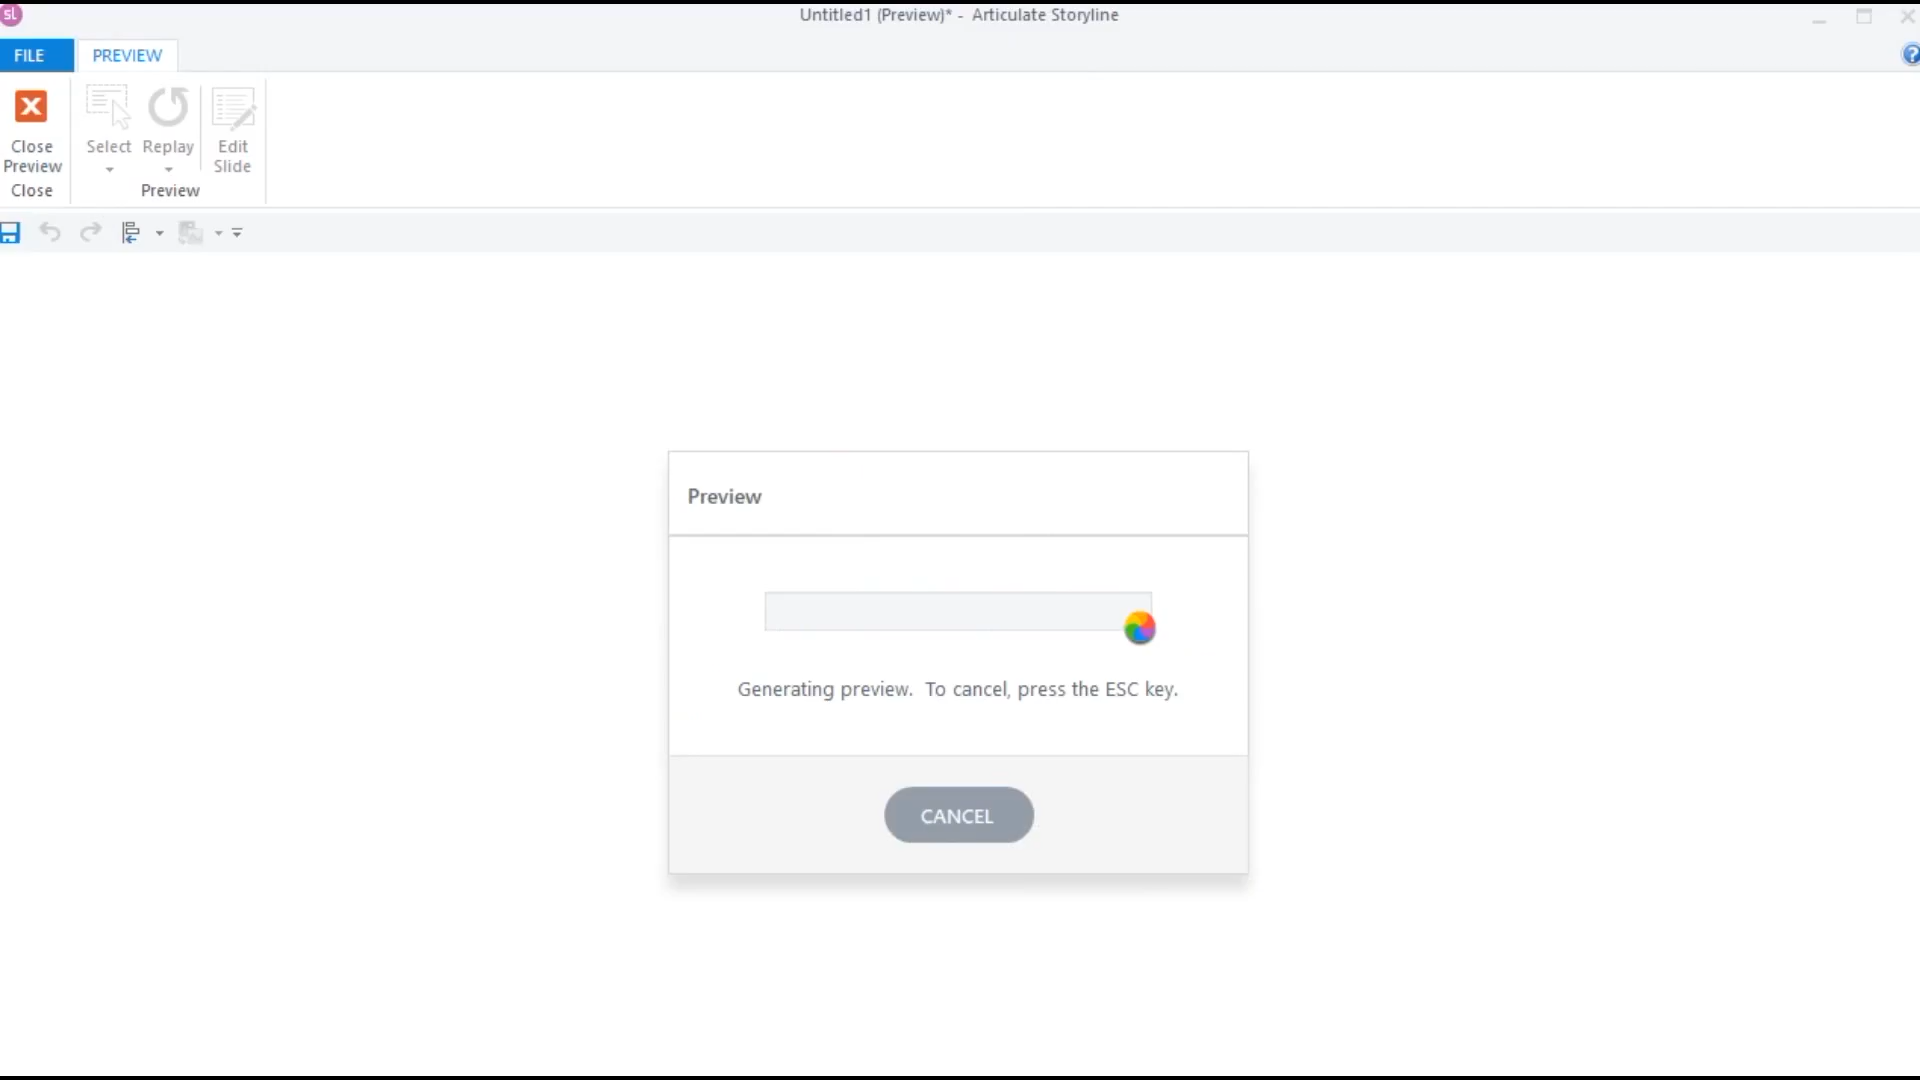 sl
Untitled1 (Preview)* - Articulate Storyline
FILE
PREVIEW
?
Close
Preview
Select
Replay
Edit
Slide
Close
Preview
Preview
Generating preview. To cancel, press the ESC key.
CANCEL